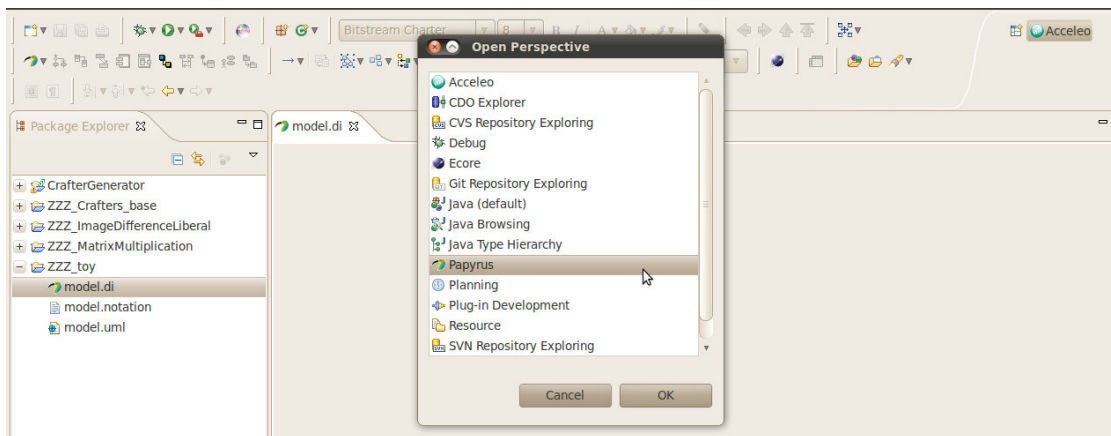 Bitstream Charter
8
Open Perspective
Acceleo
Package Explorer
model.di
CrafterGenerator
ZZZ_Crafters_base
ZZZ_ImageDifferenceLiberal
ZZZ_MatrixMultiplication
ZZZ_toy
model.di
model.notation
model.uml
Acceleo
CDO Explorer
CVS Repository Exploring
Debug
Ecore
Git Repository Exploring
Java (default)
Java Browsing
Java Type Hierarchy
Papyrus
Planning
Plug-in Development
Resource
SVN Repository Exploring
Cancel
OK